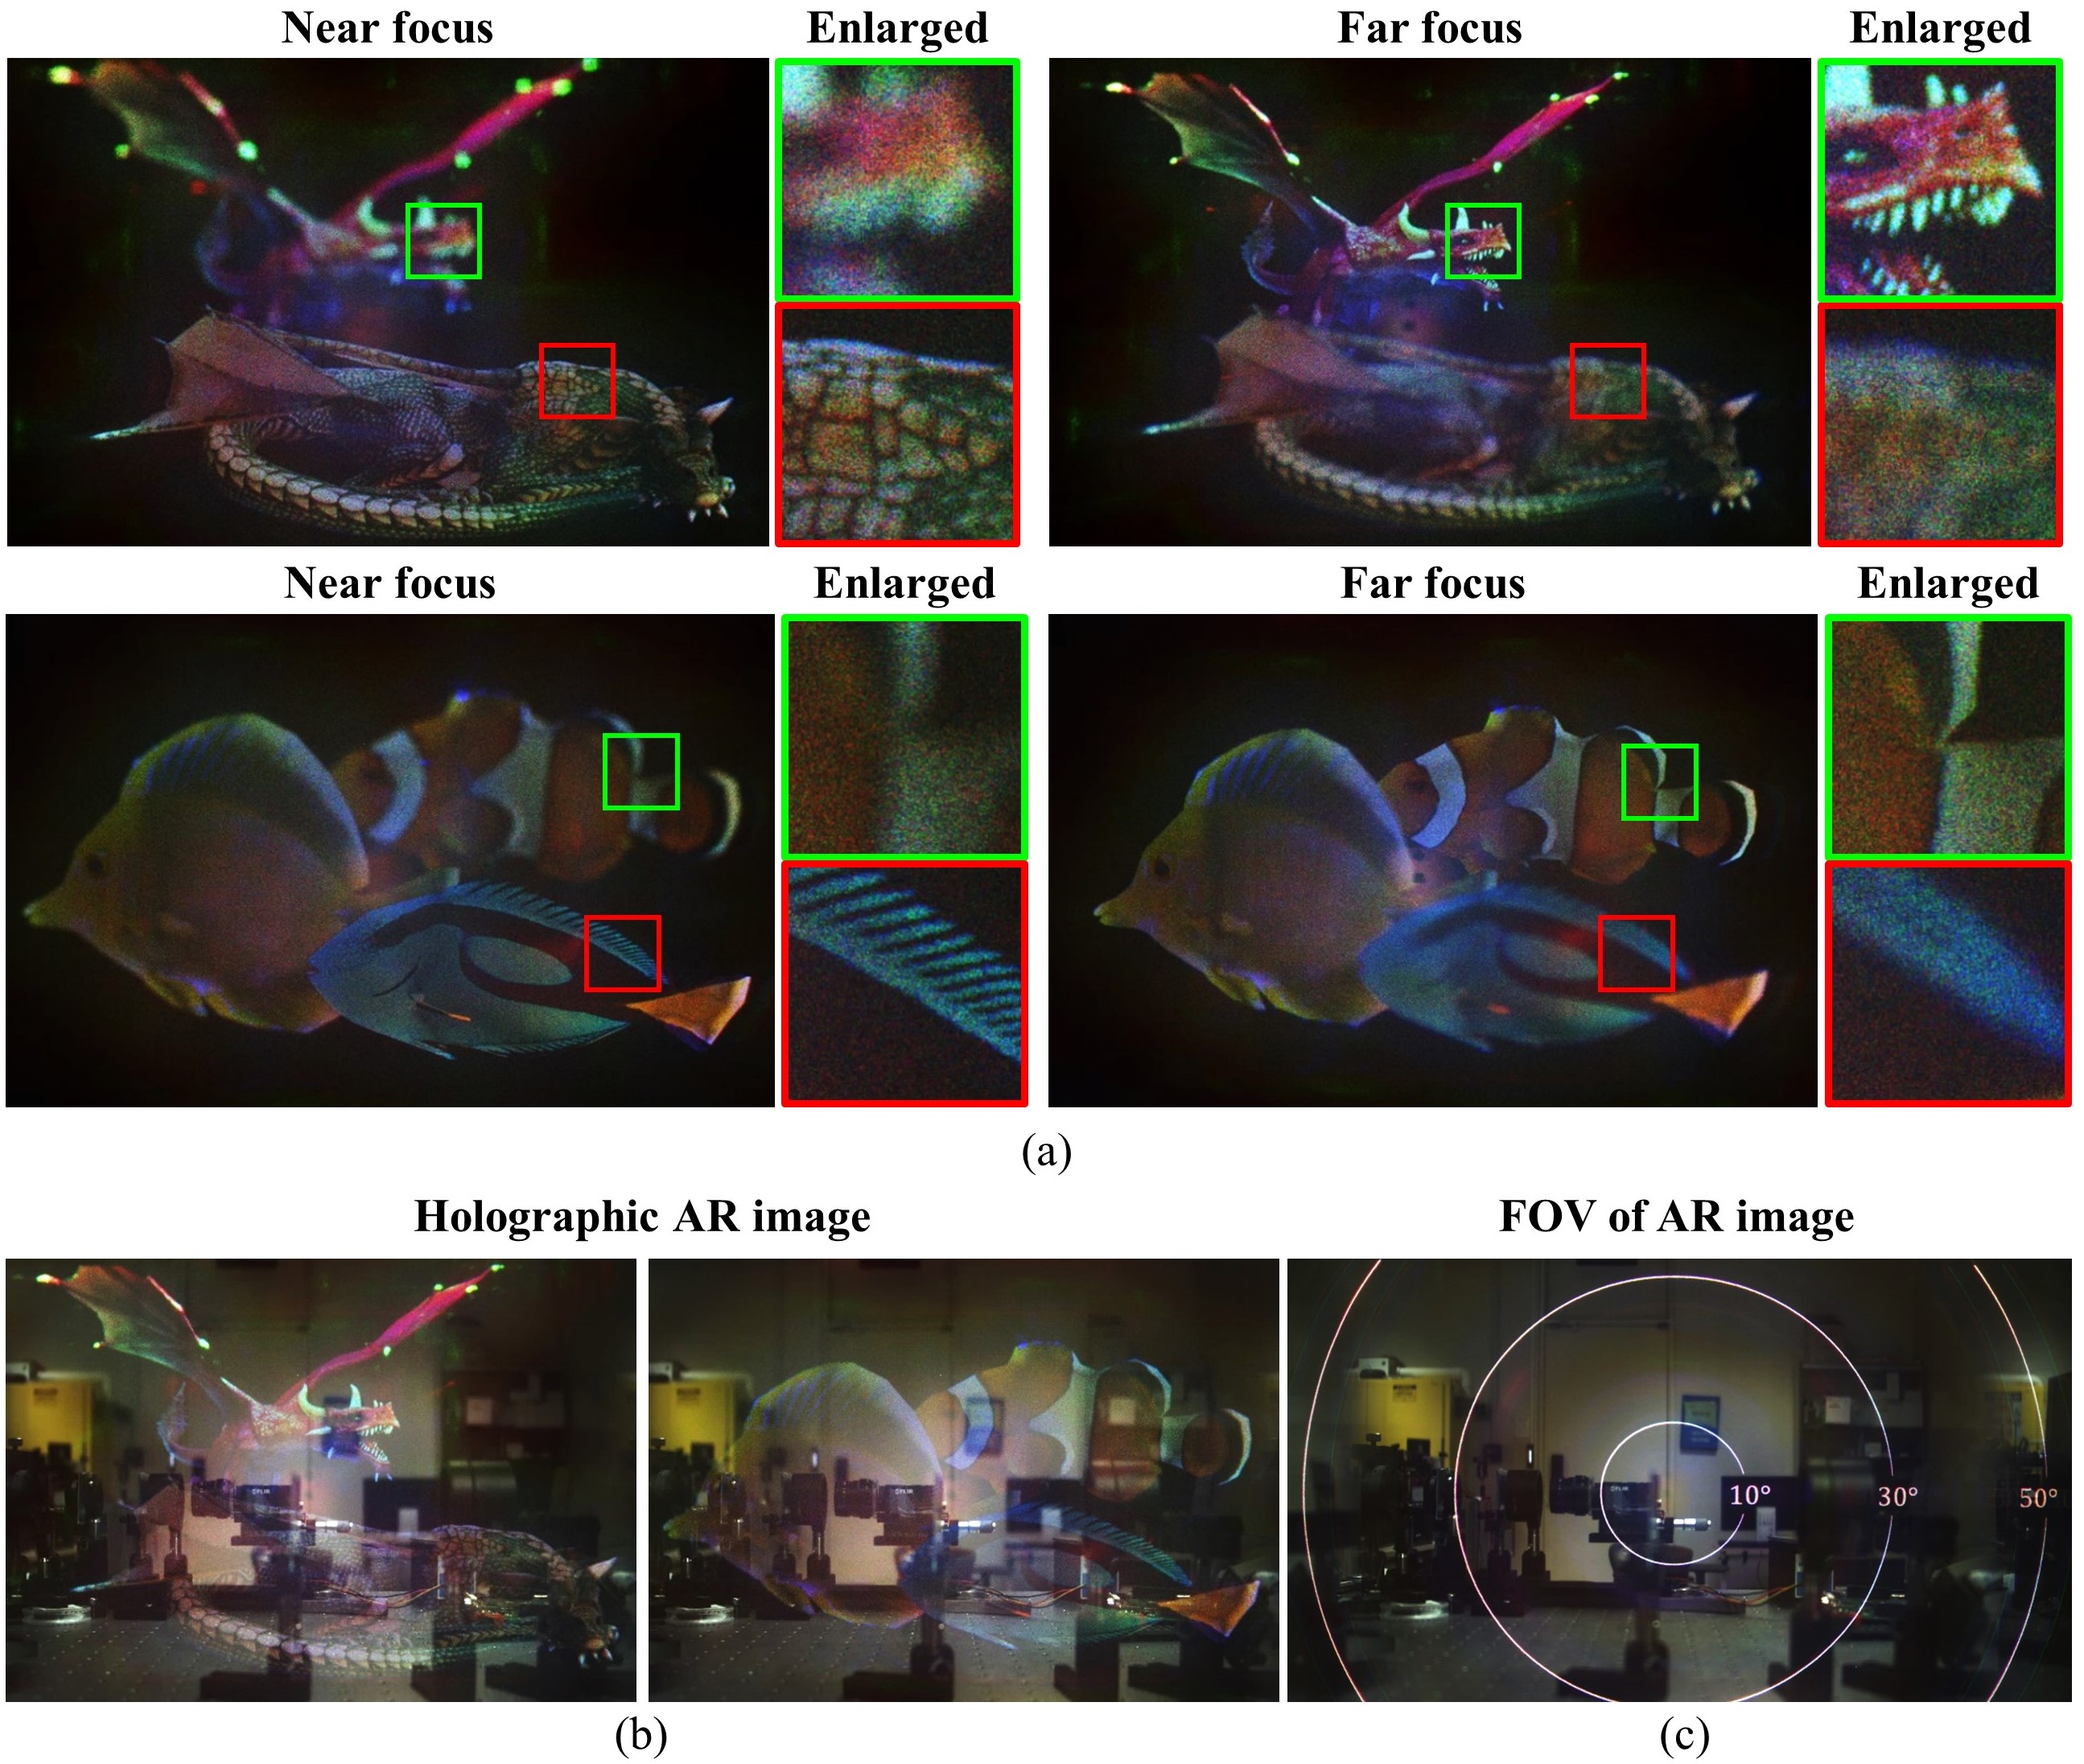 Near focus Enlarged Far focus Enlarged
Near focus Enlarged Far focus Enlarged
(a)
Holographic AR image FOV of AR image
10° 30° 50°
(b) (c)